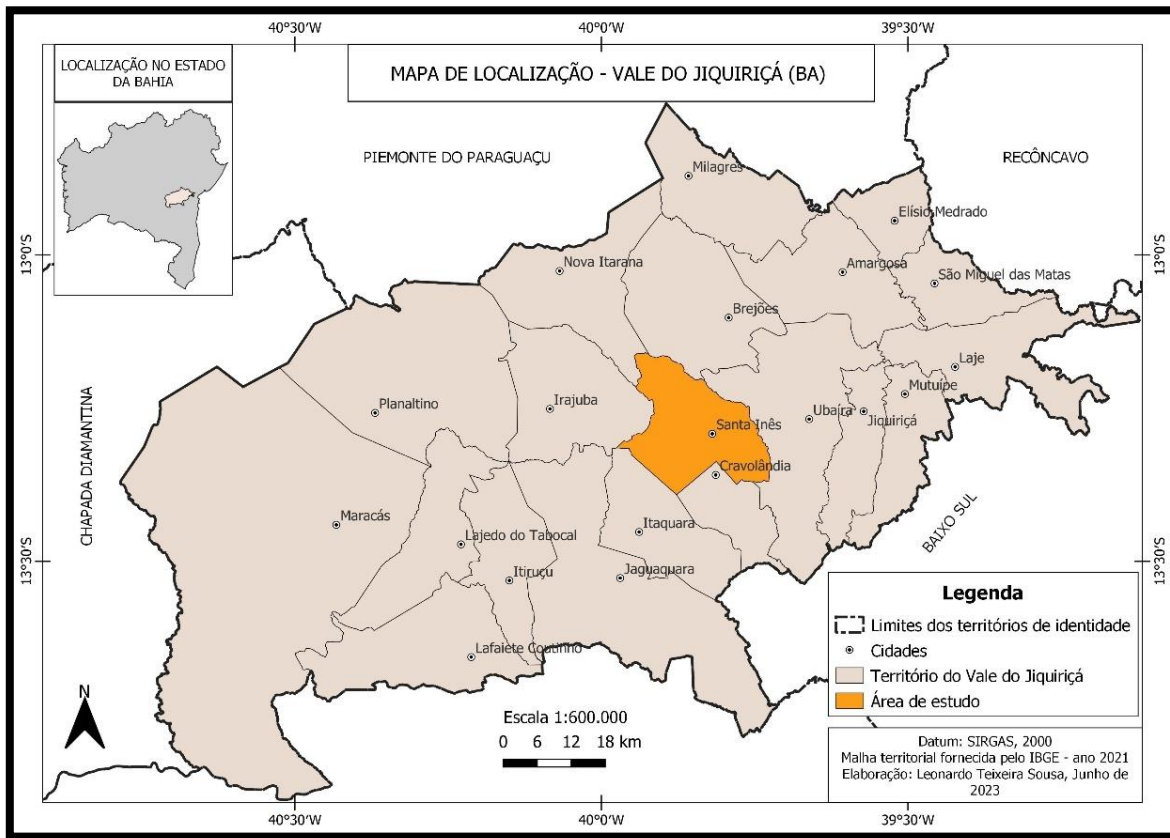 40°30'W
40°0'W
39°30'W
LOCALIZAÇÃO NO ESTADO
DA BAHIA
MAPA DE LOCALIZAÇÃO - VALE DO JIQUIRIÇÁ (BA)
PIEMONTE DO PARAGUAÇU
RECÔNCAVO
Milagres
Elísio Medrado
13°0'S
13°0'S
Nova Itarana
Amargosa
São Miguel das Matas
Brejões
Laje
Mutuípe
Planaltino
Irajuba
Ubaíra
Jiquiriçá
Santa Inês
CHAPADA DIAMANTINA
Cravolândia
Maracás
Itaquara
BAIXO SUL
Lajedo do Tabocal
13°30'S
13°30'S
Itiruçu
Jaguaquara
Lafaiete Coutinho
Legenda
Limites dos territórios de identidade
Cidades
Território do Vale do Jiquiriçá
Área de estudo
N
Escala 1:600.000
0 6 12 18 km
Datum: SIRGAS, 2000
Malha territorial fornecida pelo IBGE - ano 2021
Elaboração: Leonardo Teixeira Sousa, Junho de
2023
40°30'W
40°0'W
39°30'W